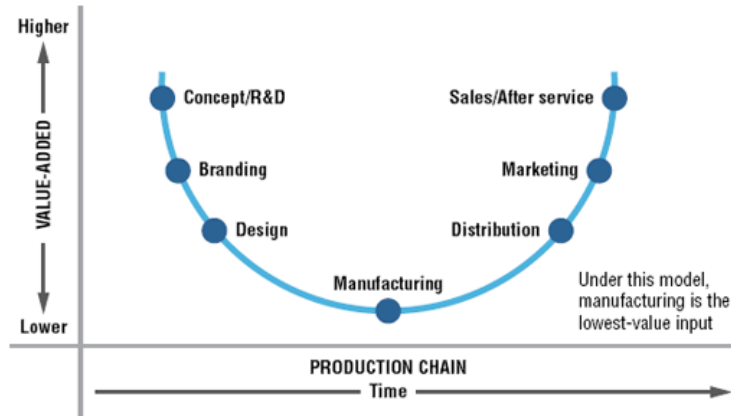 Higher
VALUE-ADDED
Lower
Concept/R&D
Branding
Design
Manufacturing
Sales/After service
Marketing
Distribution
Under this model,
manufacturing is the
lowest-value input
PRODUCTION CHAIN
Time